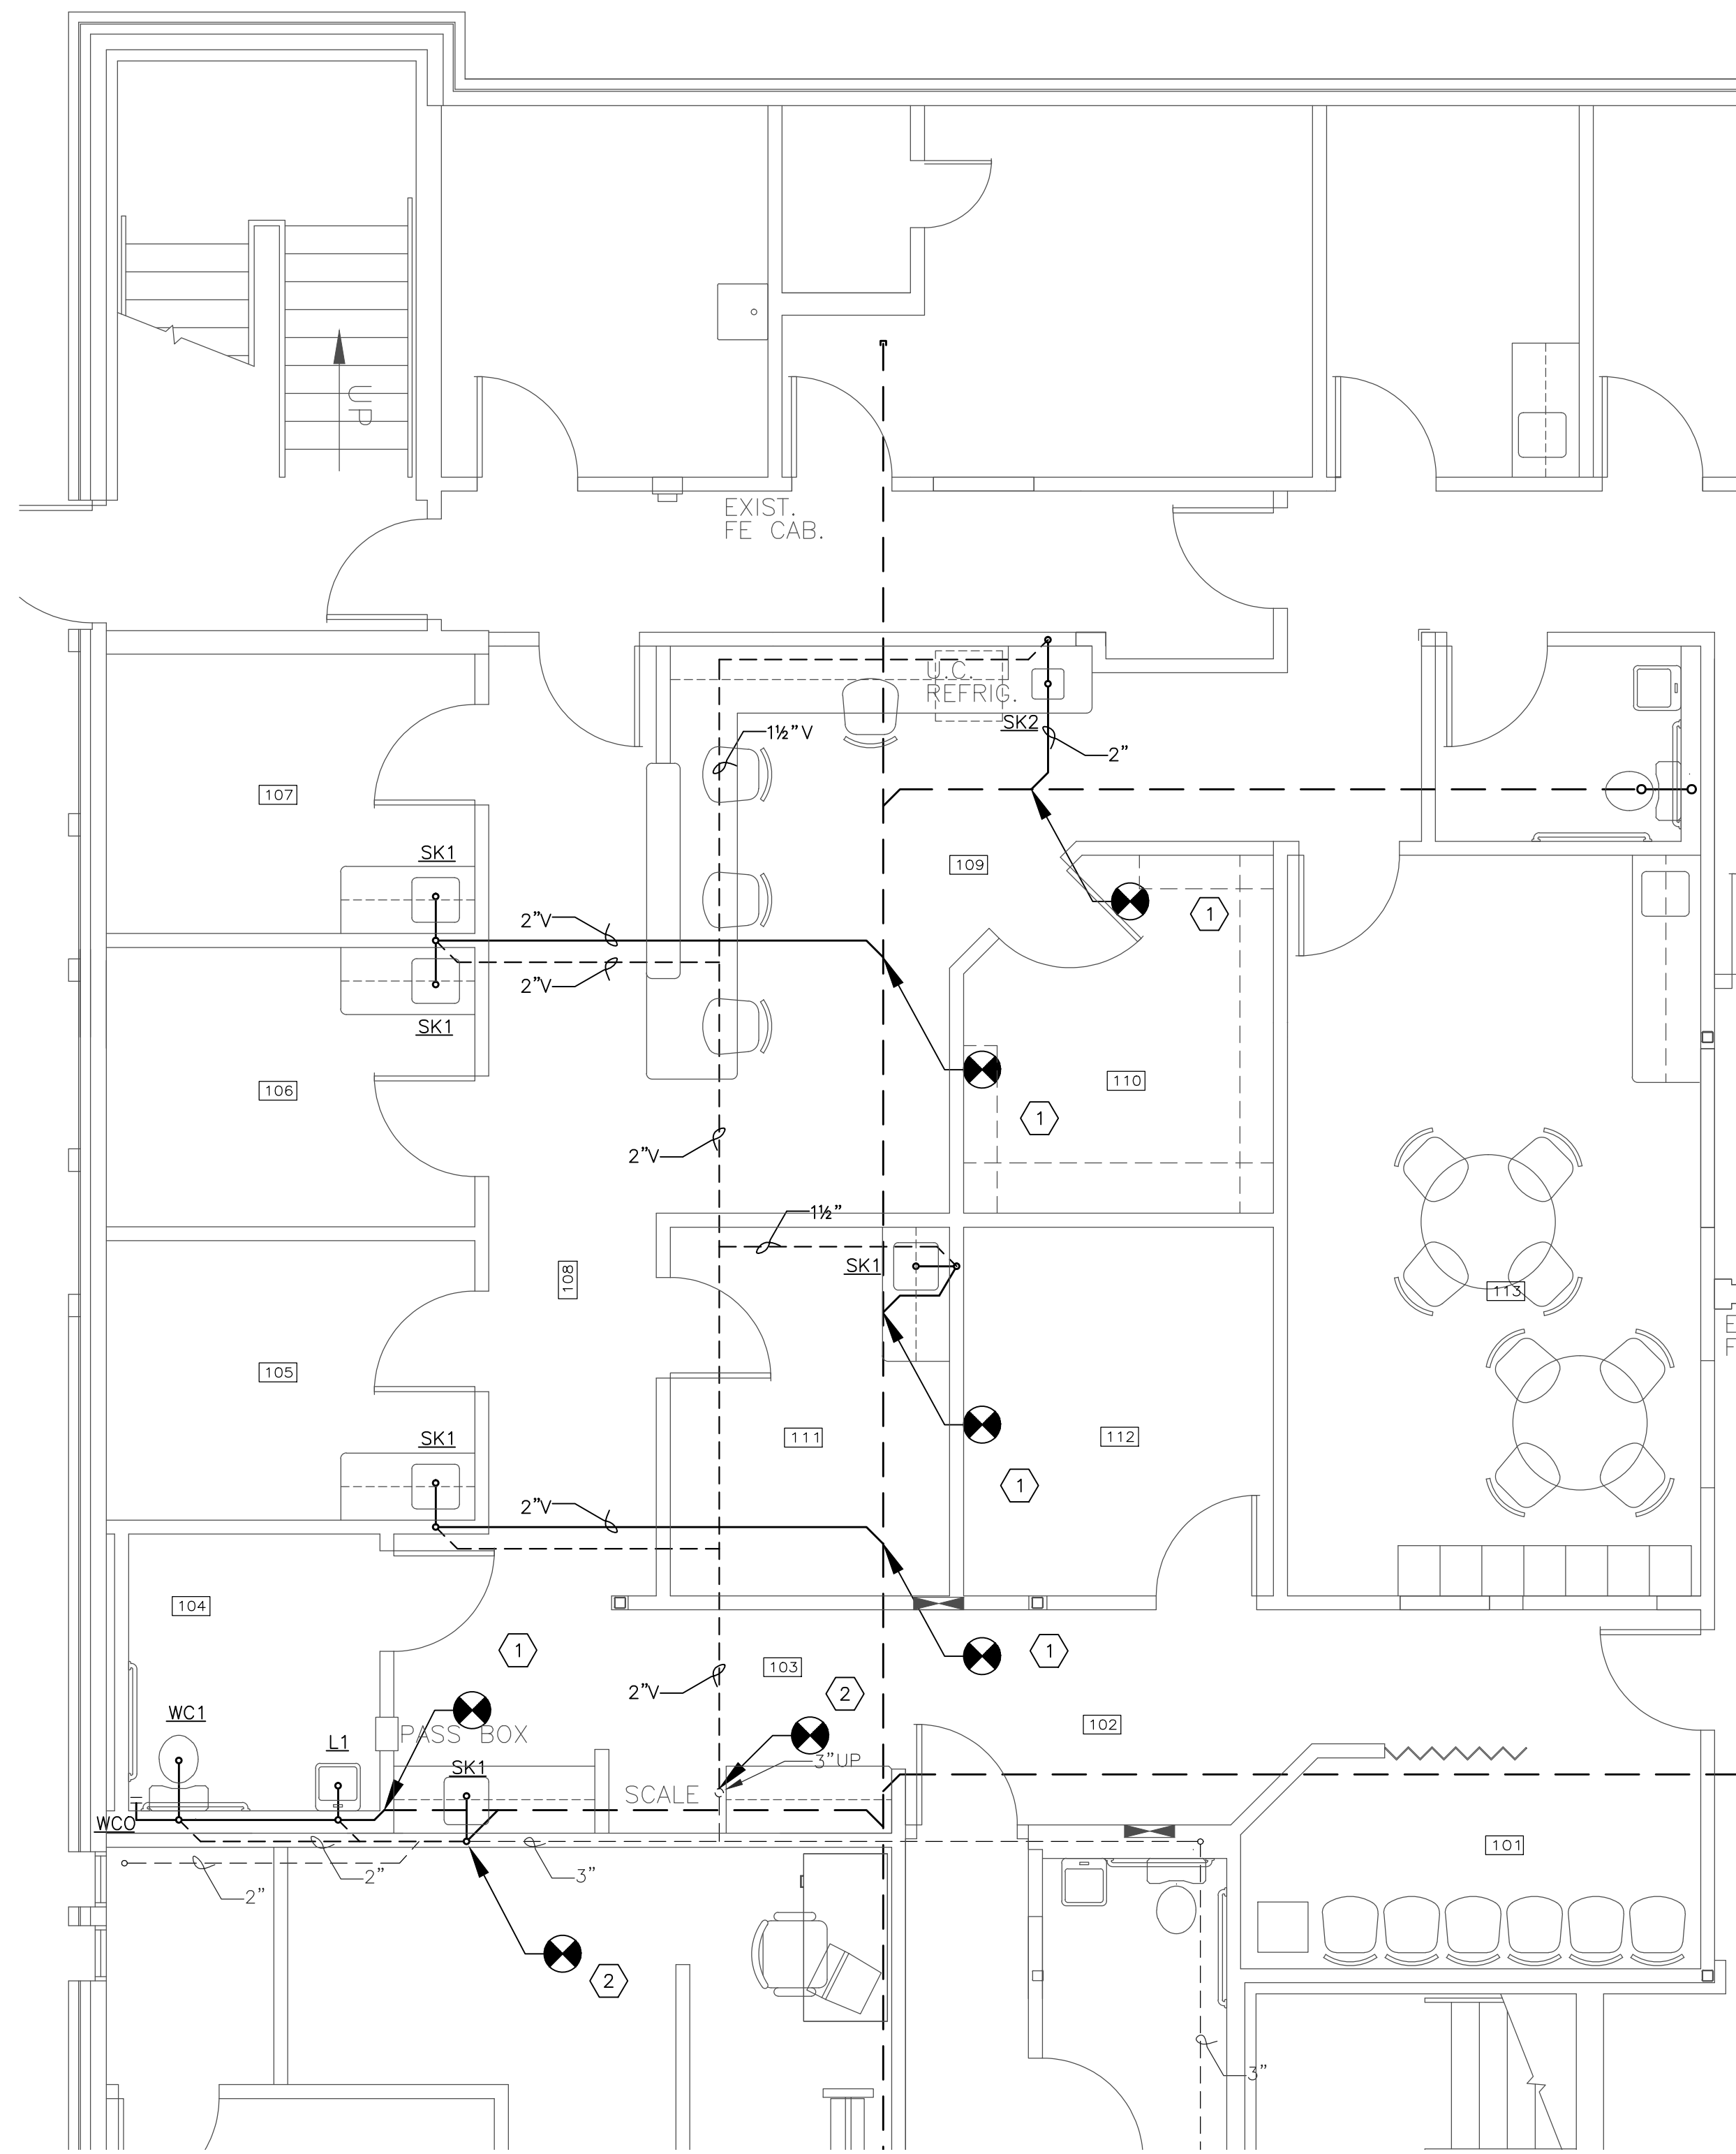 UP
EXIST.
FE CAB.
U.C.
REFRIG.
SK2
1½"V
2"
107
SK1
109
1
2"V
2"V
SK1
106
110
1
2"V
1½"
SK1
108
113
105
SK1
111
112
1
2"V
104
1
103
1
2"V
2
WC1
102
PASS BOX
L1
3"UP
SK1
SCALE
WCO
101
2"
2"
3"
2
3"